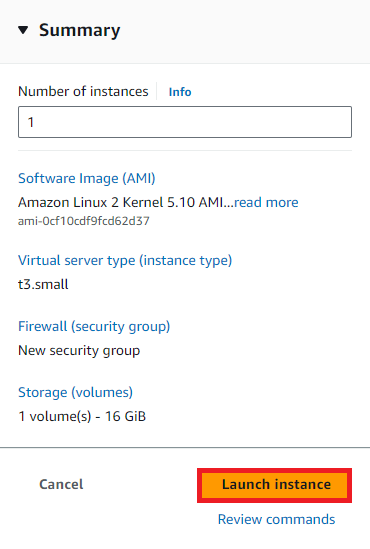 Summary
Number of instances Info
1
Software Image (AMI)
Amazon Linux 2 Kernel 5.10 AMI...read more
ami-0cf10cdf9fcd62d37
Virtual server type (instance type)
t3.small
Firewall (security group)
New security group
Storage (volumes)
1 volume(s) - 16 GiB
Cancel Launch instance
Review commands